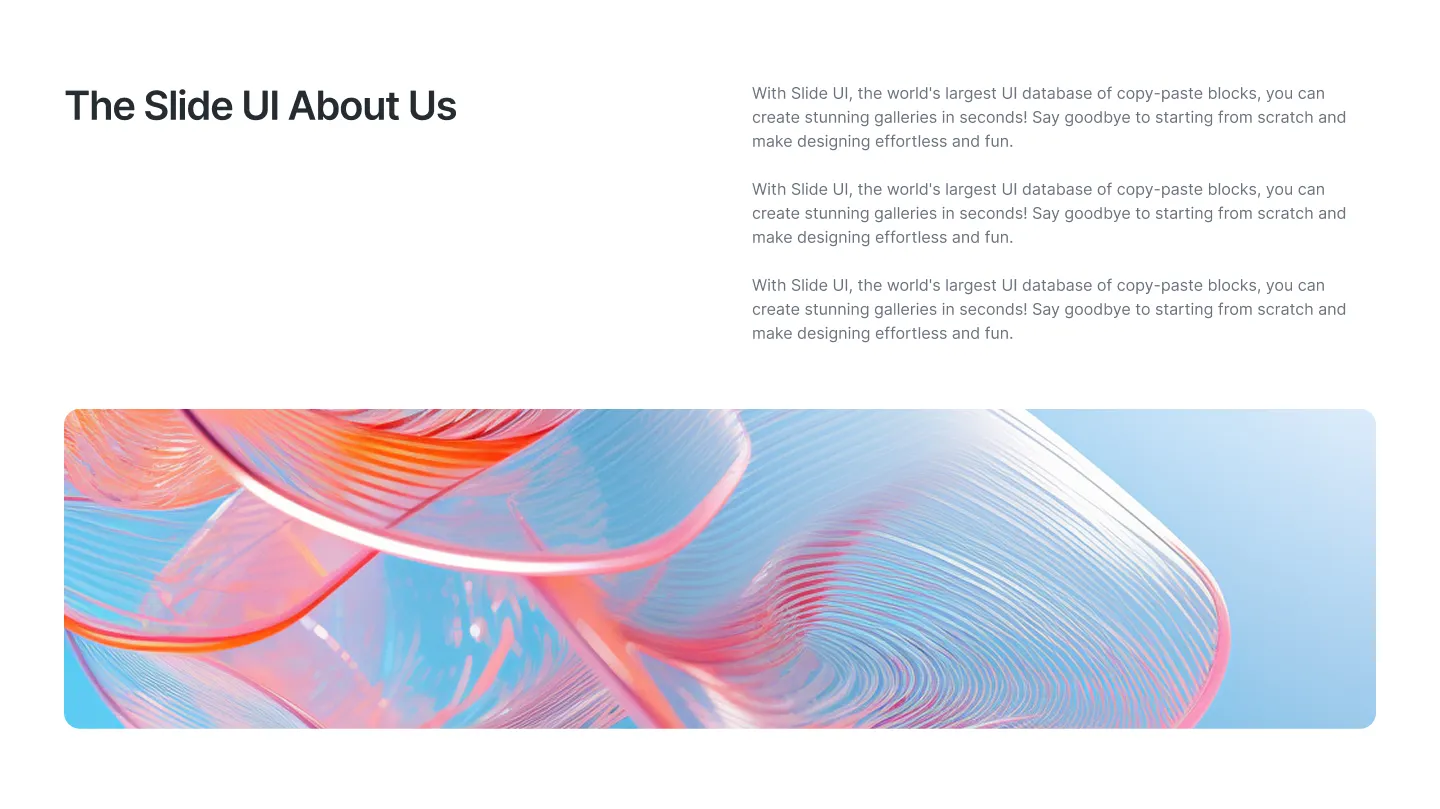 The Slide UI About Us
With Slide UI, the world's largest UI database of copy-paste blocks, you can
create stunning galleries in seconds! Say goodbye to starting from scratch and
make designing effortless and fun.
With Slide UI, the world's largest UI database of copy-paste blocks, you can
create stunning galleries in seconds! Say goodbye to starting from scratch and
make designing effortless and fun.
With Slide UI, the world's largest UI database of copy-paste blocks, you can
create stunning galleries in seconds! Say goodbye to starting from scratch and
make designing effortless and fun.